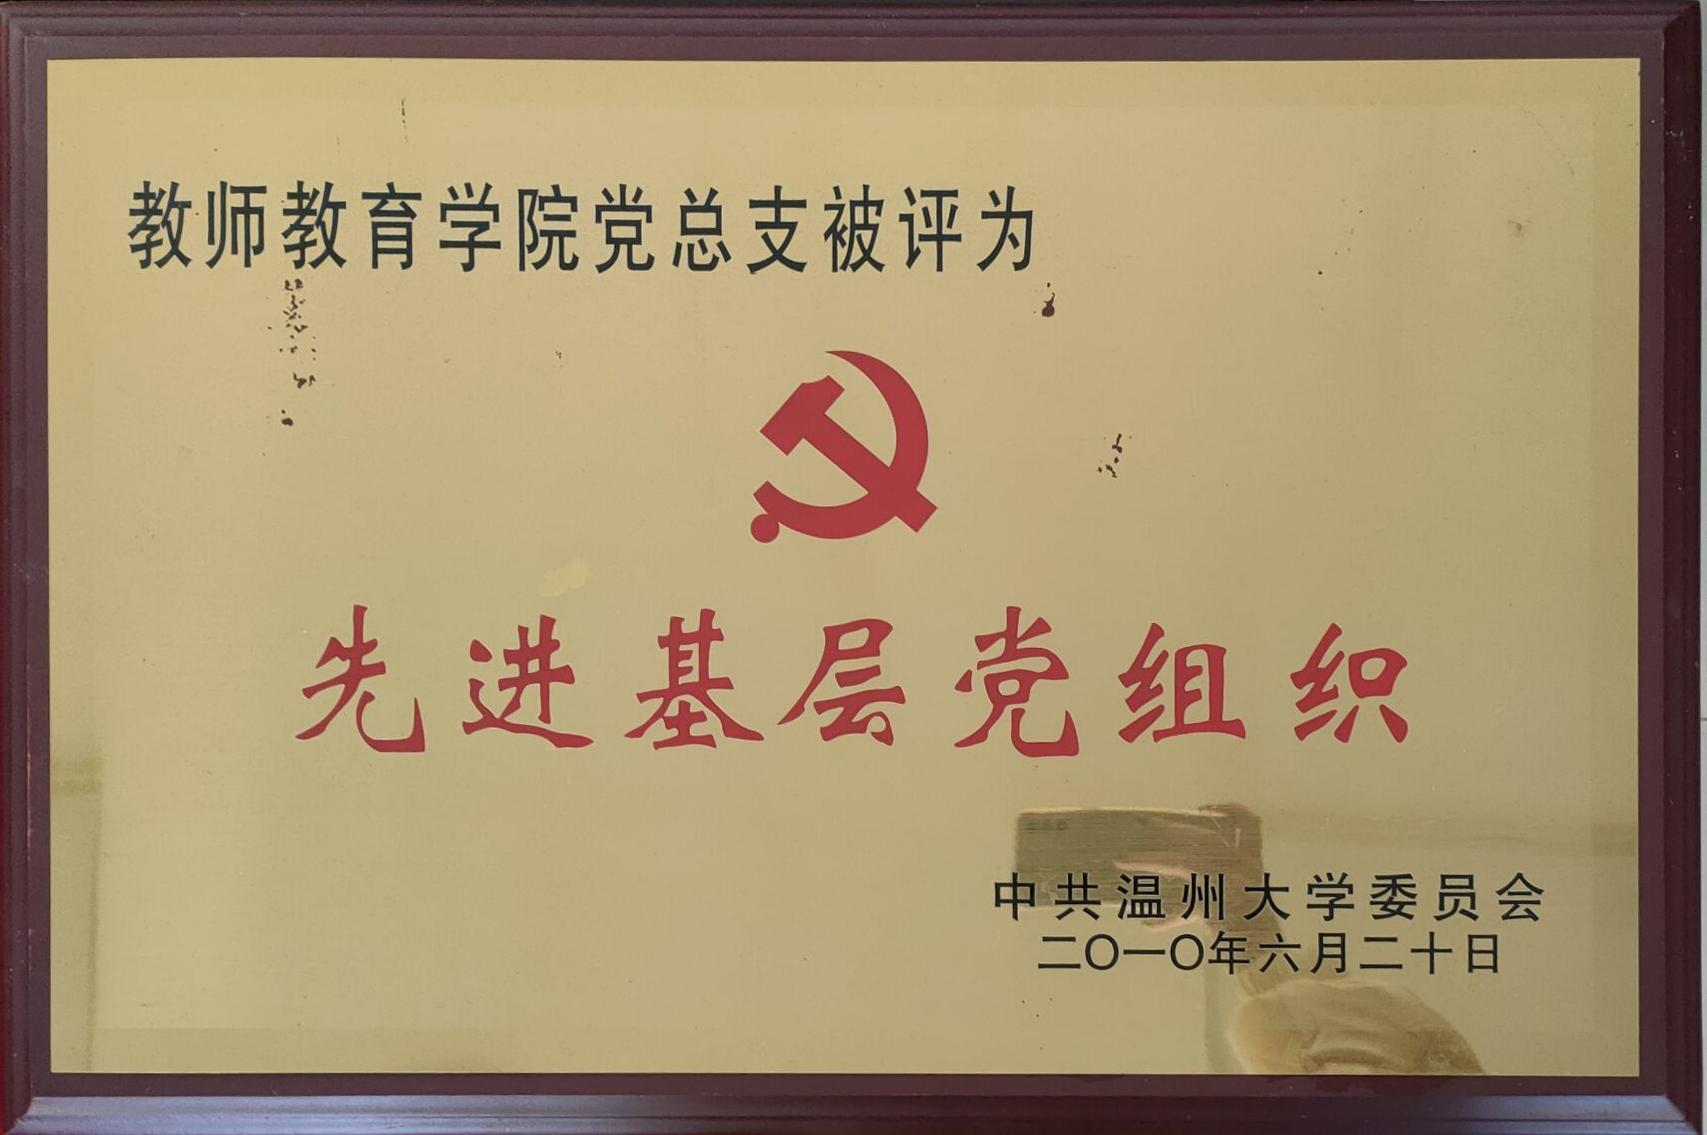 教师教育学院党总支被评为
先进基层党组织
中共温州大学委员会
二〇一〇年六月二十日